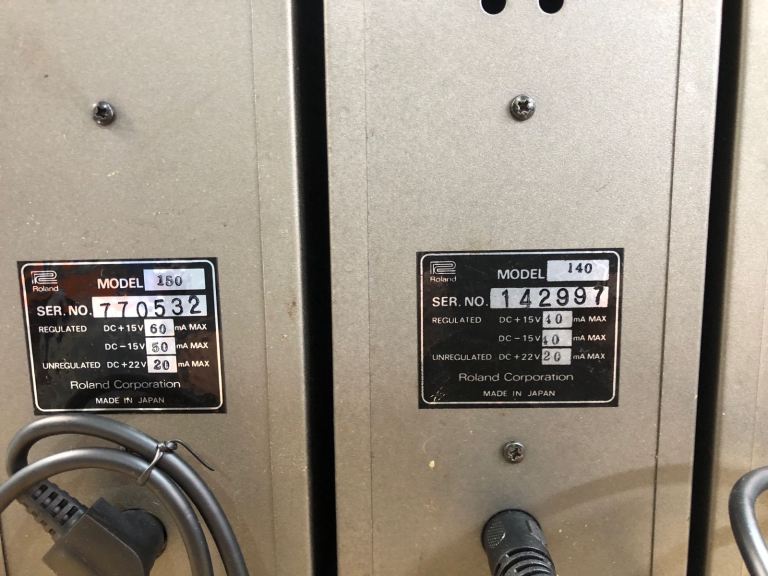 Roland
MODEL 150
SER. NO. 770532
REGULATED DC+15V 60 mA MAX
DC-15V 50 mA MAX
UNREGULATED DC+22V 20 mA MAX
Roland Corporation
MADE IN JAPAN
Roland
MODEL 140
SER. NO. 142997
REGULATED DC+15V 40 mA MAX
DC-15V 40 mA MAX
UNREGULATED DC+22V 20 mA MAX
Roland Corporation
MADE IN JAPAN